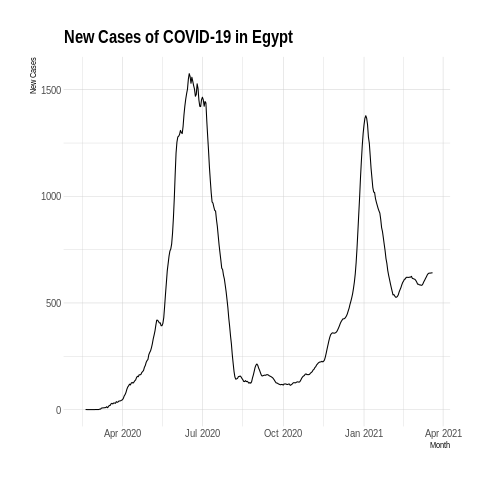 New Cases of COVID-19 in Egypt
New Cases
1500
1000
500
0
Apr 2020 Jul 2020 Oct 2020 Jan 2021 Apr 2021
Month